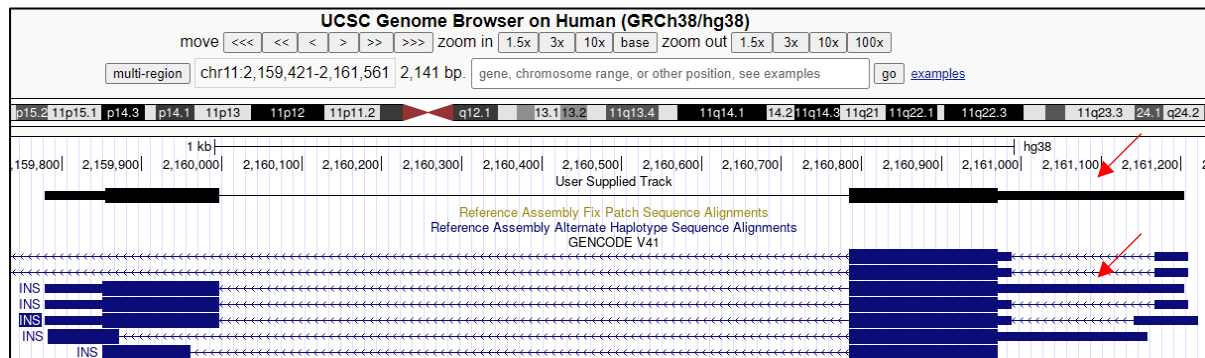 UCSC Genome Browser on Human (GRCh38/hg38)
move <<< << < > >> >>> zoom in 1.5x 3x 10x base zoom out 1.5x 3x 10x 100x
multi-region chr11:2,159,421-2,161,561 2,141 bp. gene, chromosome range, or other position, see examples go examples
p15.2 11p15.1 p14.3 p14.1 11p13 11p12 11p11.2 q12.1 13.1 13.2 11q13.4 11q14.1 14.2 11q14.3 11q21 11q22.1 11q22.3 11q23.3 24.1 q24.2
1 kb hg38
,159,800 2,159,900 2,160,000 2,160,100 2,160,200 2,160,300 2,160,400 2,160,500 2,160,600 2,160,700 2,160,800 2,160,900 2,161,000 2,161,100 2,161,200 2
User Supplied Track
Reference Assembly Fix Patch Sequence Alignments
Reference Assembly Alternate Haplotype Sequence Alignments
GENCODE V41
INS
INS
INS
INS
INS